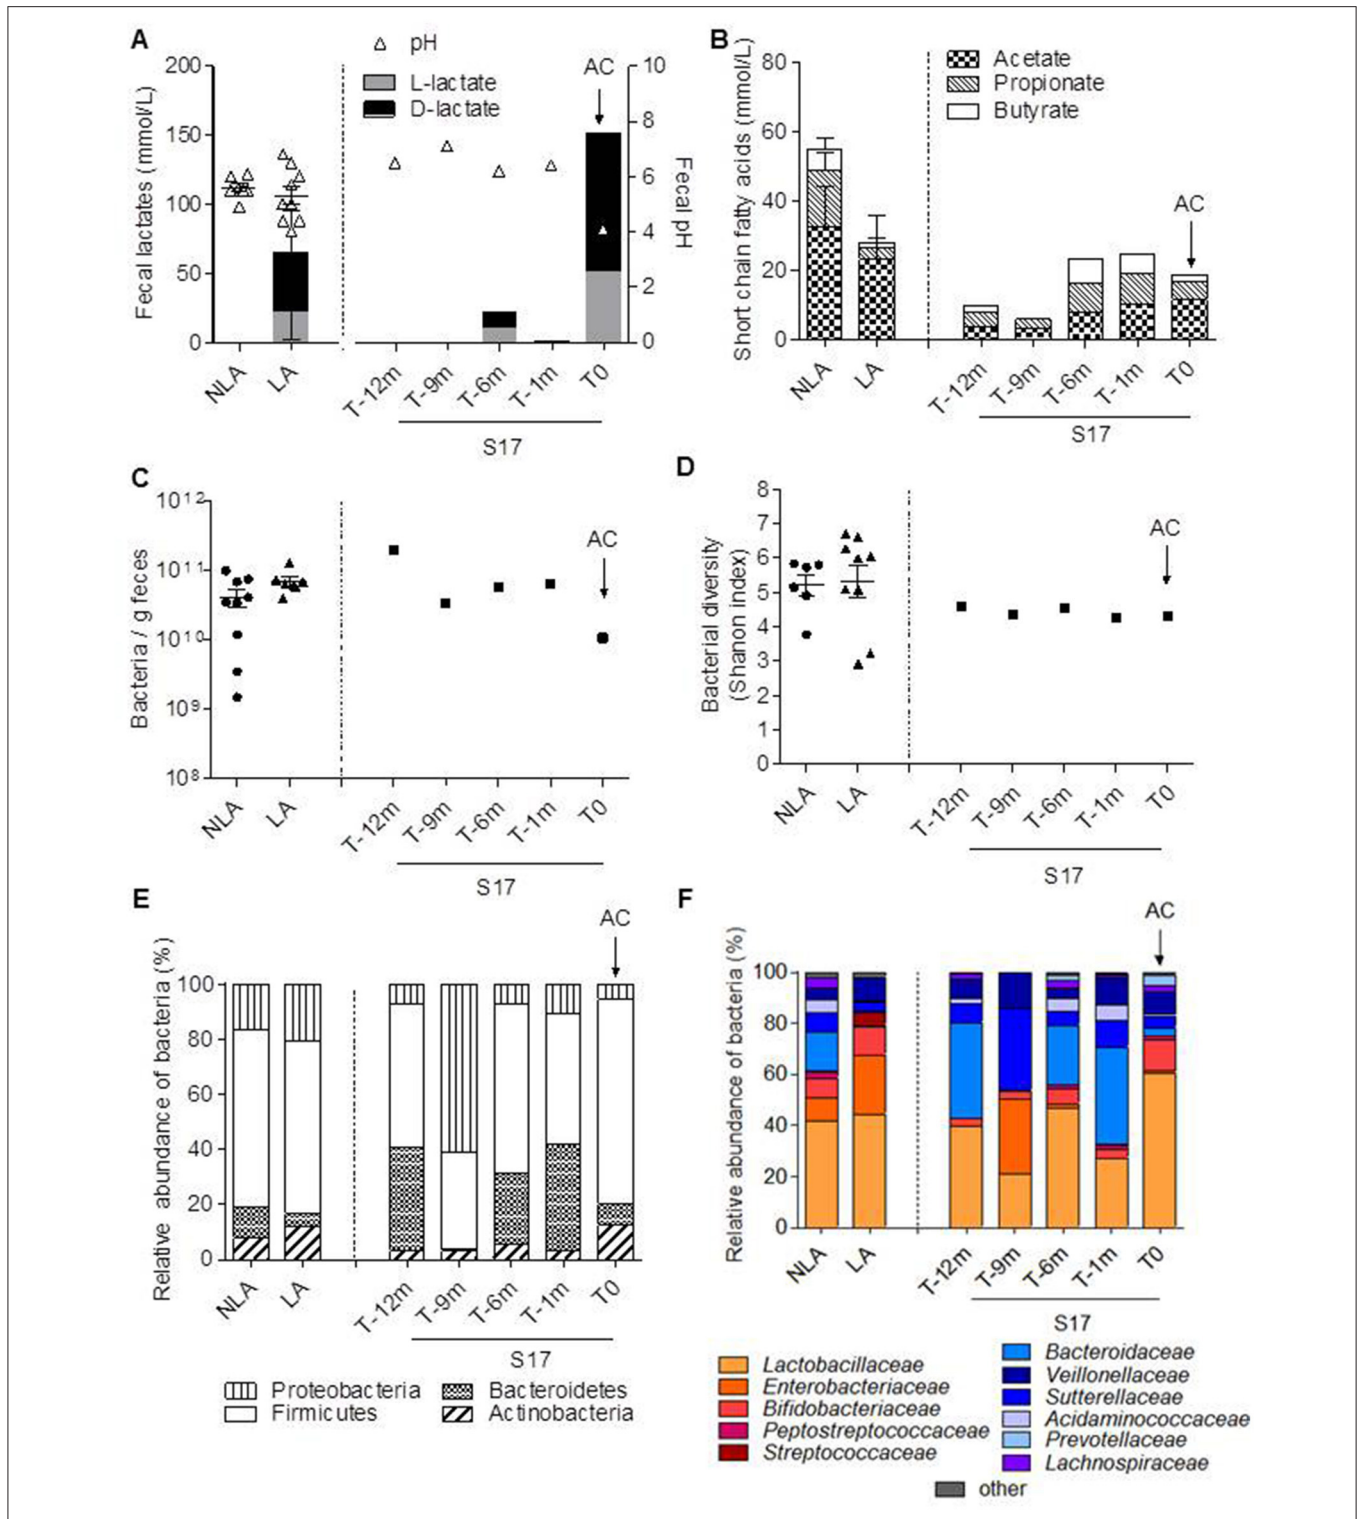 A
pH
L-lactate
D-lactate
AC
Fecal lactates (mmol/L)
200
150
100
50
0
10
8
6
4
2
0
Fecal pH
NLA
LA
T-12m
T-9m
T-6m
T-1m
T0
S17
B
Acetate
Propionate
Butyrate
AC
Short chain fatty acids (mmol/L)
80
60
40
20
0
NLA
LA
T-12m
T-9m
T-6m
T-1m
T0
S17
C
Bacteria / g feces
10¹²
10¹¹
10¹⁰
10⁹
10⁸
AC
NLA
LA
T-12m
T-9m
T-6m
T-1m
T0
S17
D
Bacterial diversity
(Shanon index)
8
7
6
5
4
3
2
1
0
AC
NLA
LA
T-12m
T-9m
T-6m
T-1m
T0
S17
E
AC
Relative abundance of bacteria (%)
100
80
60
40
20
0
NLA
LA
T-12m
T-9m
T-6m
T-1m
T0
S17
Proteobacteria
Firmicutes
Bacteroidetes
Actinobacteria
F
AC
Relative abundance of bacteria (%)
100
80
60
40
20
0
NLA
LA
T-12m
T-9m
T-6m
T-1m
T0
S17
Lactobacillaceae
Enterobacteriaceae
Bifidobacteriaceae
Peptostreptococcaceae
Streptococcaceae
Bacteroidaceae
Veillonellaceae
Sutterellaceae
Acidaminococcaceae
Prevotellaceae
Lachnospiraceae
other